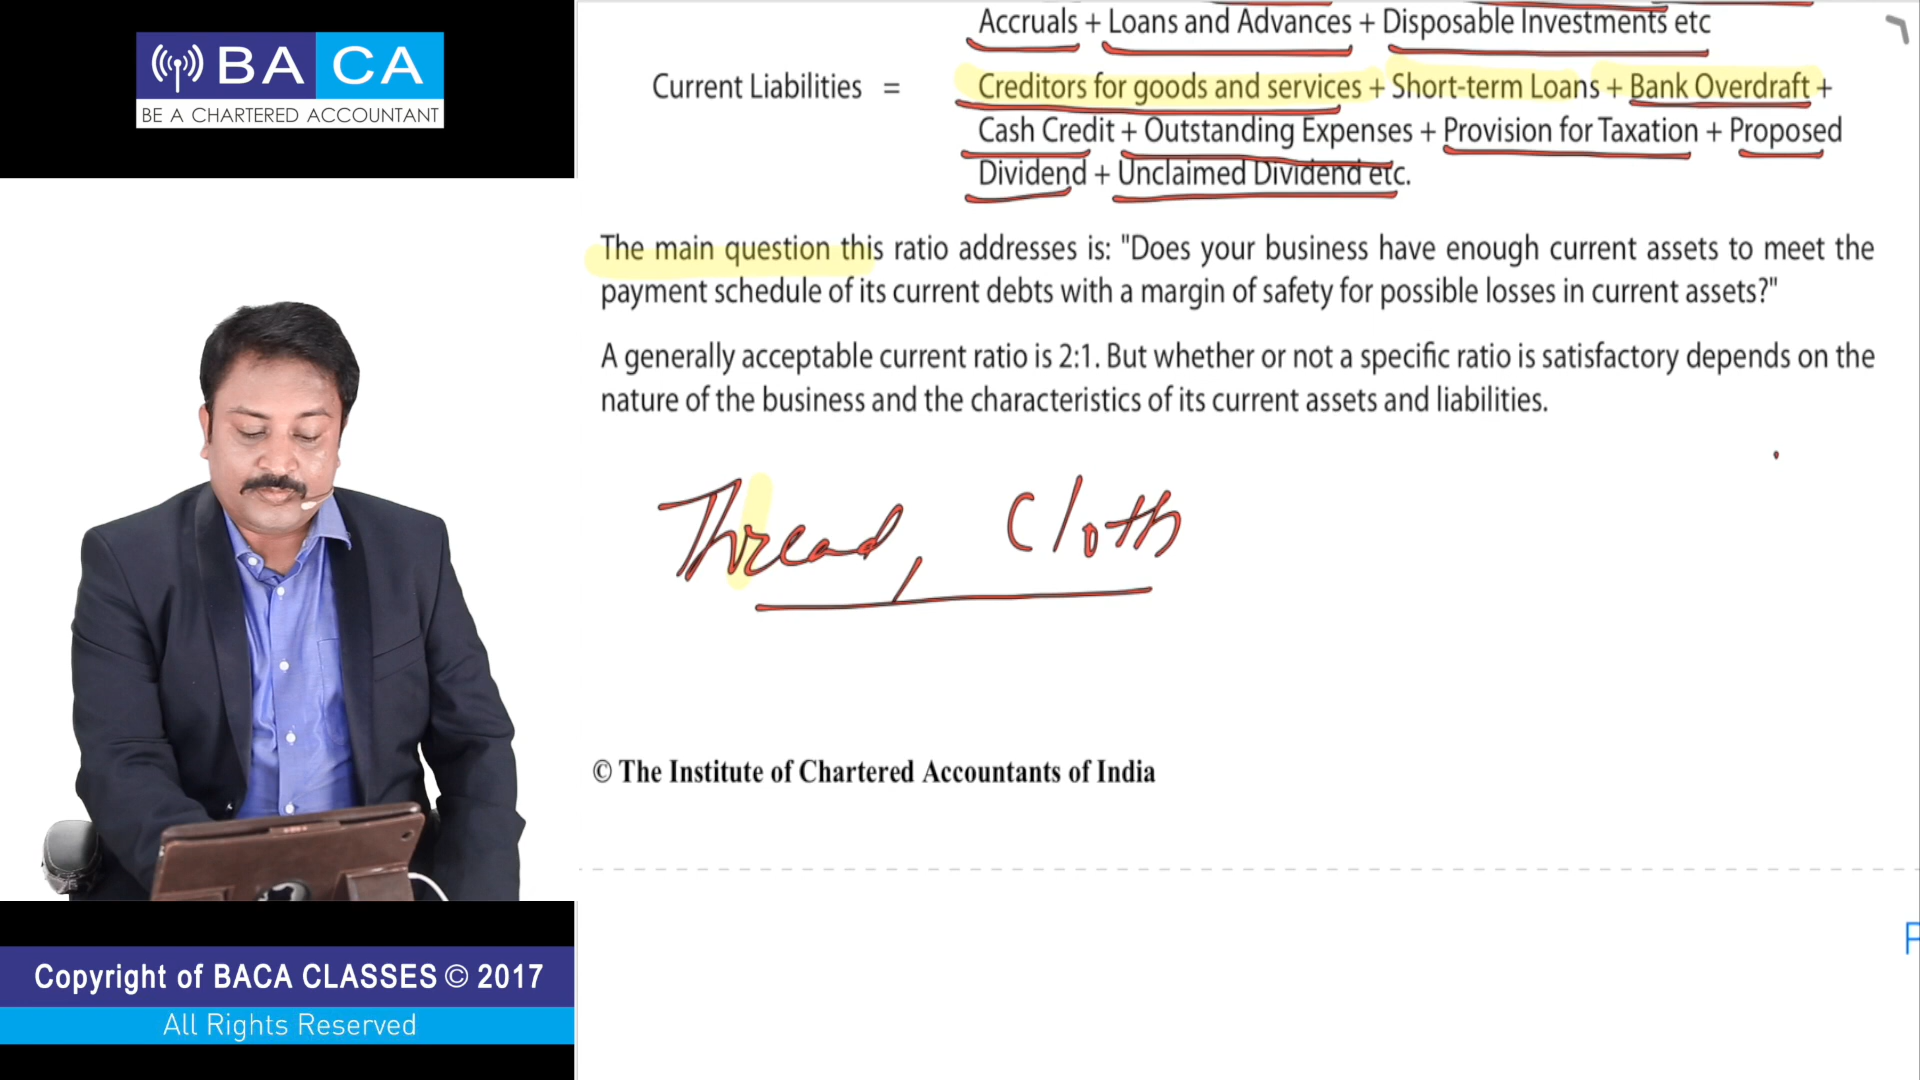 BA CA
BE A CHARTERED ACCOUNTANT
Accruals + Loans and Advances + Disposable Investments etc
Current Liabilities = Creditors for goods and services + Short-term Loans + Bank Overdraft +
Cash Credit + Outstanding Expenses + Provision for Taxation + Proposed
Dividend + Unclaimed Dividend etc.
The main question this ratio addresses is: "Does your business have enough current assets to meet the
payment schedule of its current debts with a margin of safety for possible losses in current assets?"
A generally acceptable current ratio is 2:1. But whether or not a specific ratio is satisfactory depends on the
nature of the business and the characteristics of its current assets and liabilities.
Thread, Cloth
© The Institute of Chartered Accountants of India
Copyright of BACA CLASSES © 2017
All Rights Reserved